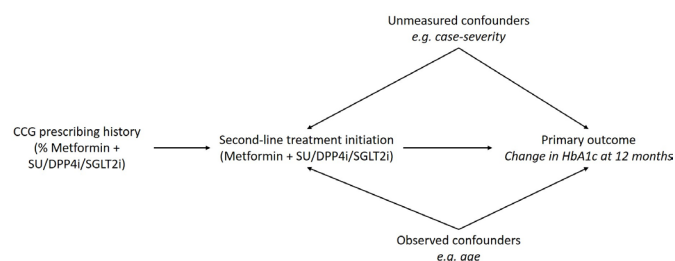 Unmeasured confounders
e.g. case-severity
CCG prescribing history
(% Metformin +
SU/DPP4i/SGLT2i)
Second-line treatment initiation
(Metformin + SU/DPP4i/SGLT2i)
Primary outcome
Change in HbA1c at 12 months
Observed confounders
e.g. age